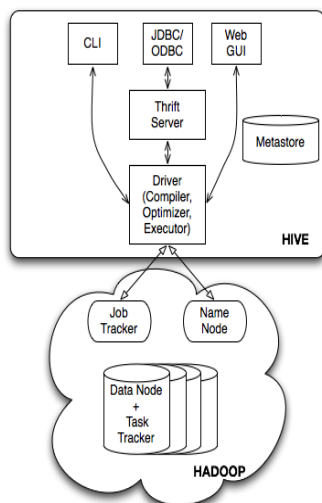 CLI
JDBC/
ODBC
Web
GUI
Thrift
Server
Metastore
Driver
(Compiler,
Optimizer,
Executor)
HIVE
Job
Tracker
Name
Node
Data Node
+
Task
Tracker
HADOOP